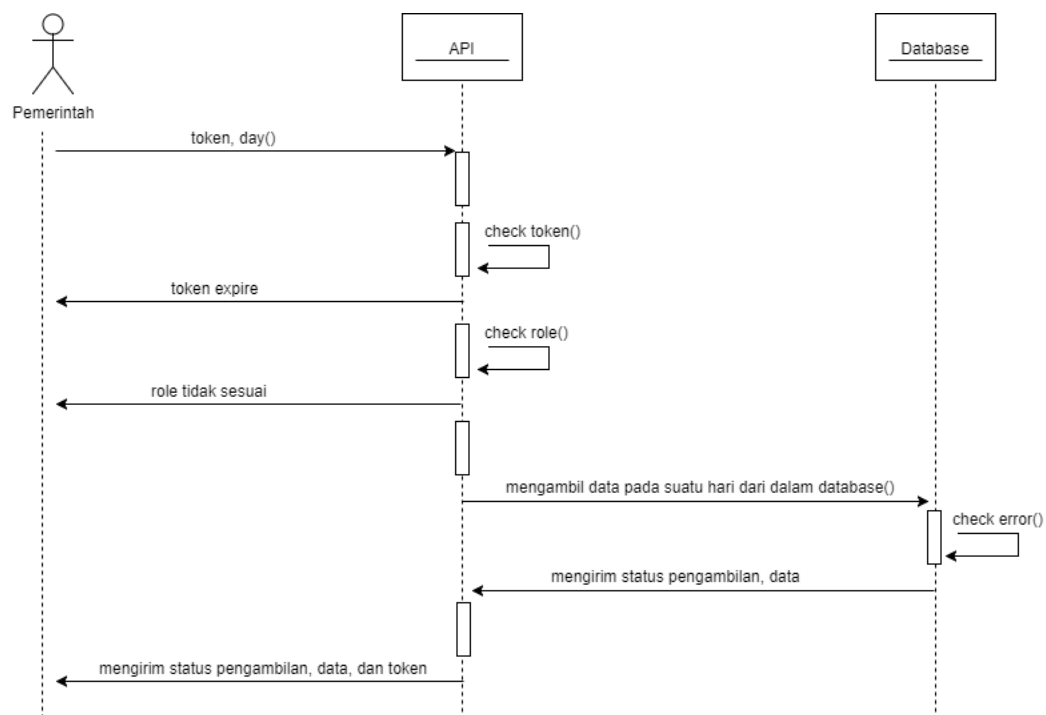 API
Database
Pemerintah
token, day()
check token()
token expire
check role()
role tidak sesuai
mengambil data pada suatu hari dari dalam database()
check error()
mengirim status pengambilan, data
mengirim status pengambilan, data, dan token